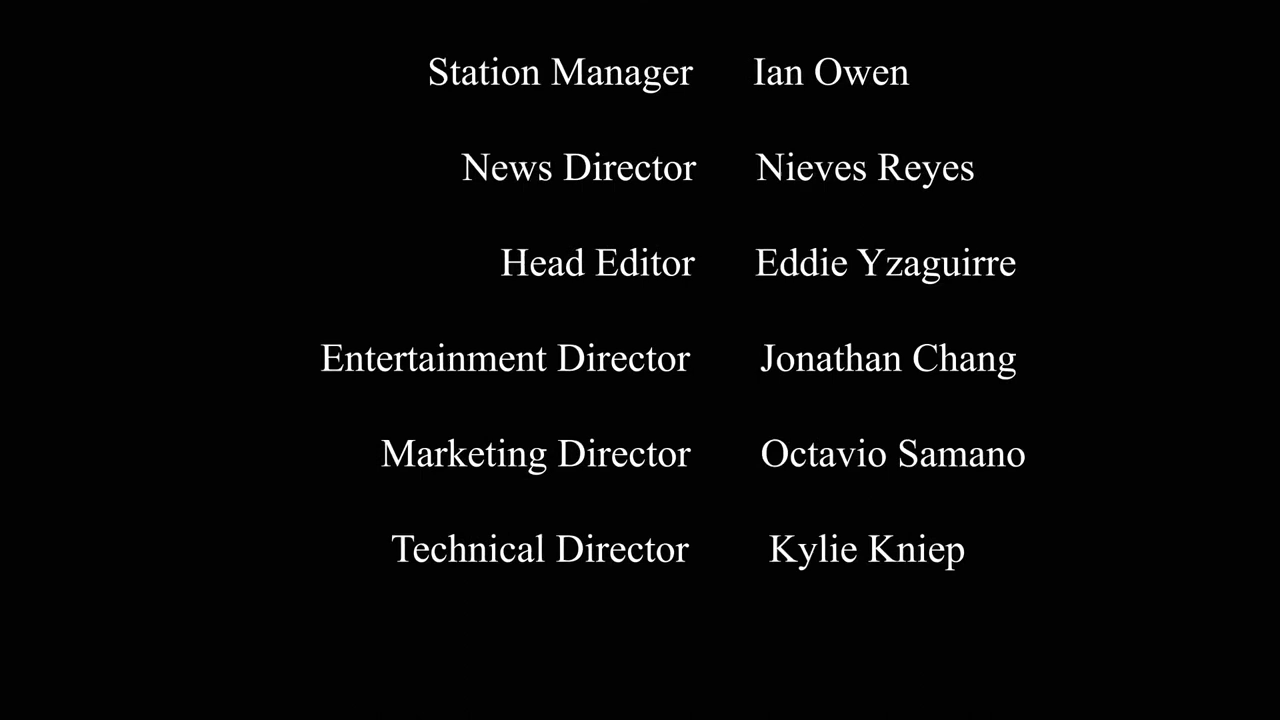 Station Manager Ian Owen
News Director Nieves Reyes
Head Editor Eddie Yzaguirre
Entertainment Director Jonathan Chang
Marketing Director Octavio Samano
Technical Director Kylie Kniep